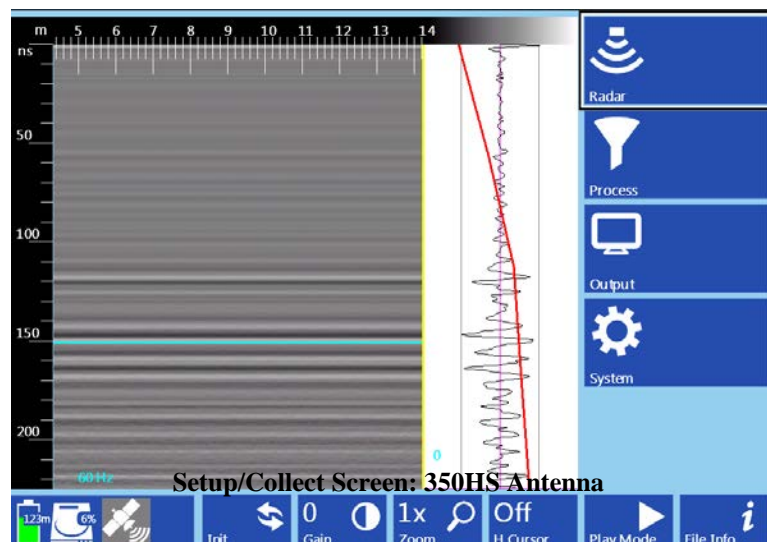 m 5 6 7 8 9 10 11 12 13 14
ns
Radar
50
Process
100
Output
150
System
200
0
60 Hz
Setup/Collect Screen: 350HS Antenna
123m 6% 0 1x Off
Init Gain Zoom H Cursor Play Mode File Info